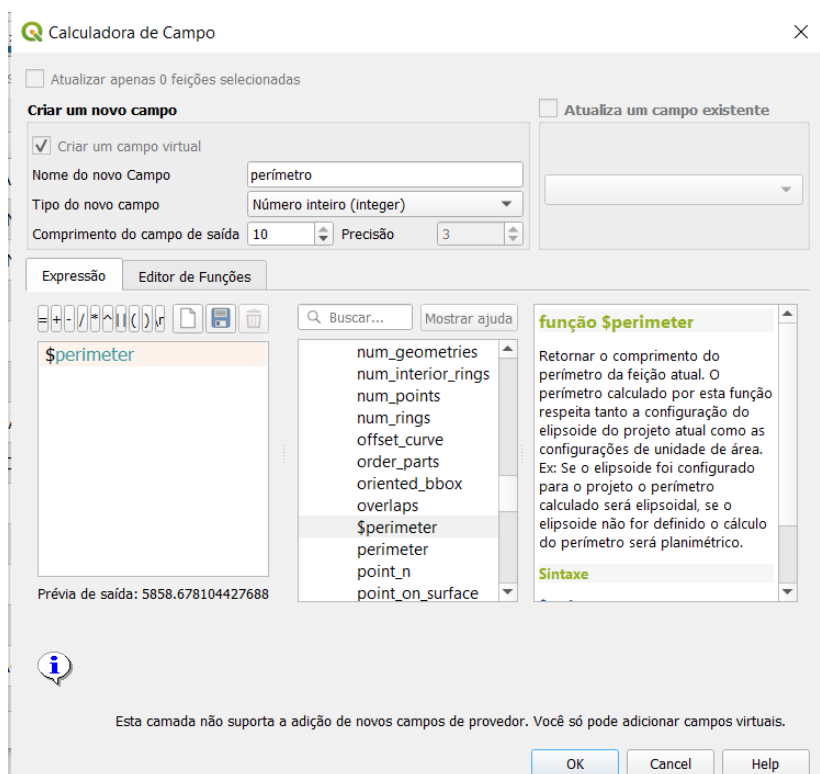 Calculadora de Campo
Atualizar apenas 0 feições selecionadas
Criar um novo campo
Atualiza um campo existente
Criar um campo virtual
Nome do novo Campo
perímetro
Tipo do novo campo
Número inteiro (integer)
Comprimento do campo de saída
10
Precisão
3
Expressão
Editor de Funções
= + - / * ^ || ( )
Buscar...
Mostrar ajuda
$perimeter
Prévia de saída: 5858.678104427688
num_geometries
num_interior_rings
num_points
num_rings
offset_curve
order_parts
oriented_bbox
overlaps
$perimeter
perimeter
point_n
point_on_surface
função $perimeter
Retornar o comprimento do
perímetro da feição atual. O
perímetro calculado por esta função
respeita tanto a configuração do
elipsoide do projeto atual como as
configurações de unidade de área.
Ex: Se o elipsoide foi configurado
para o projeto o perímetro
calculado será elipsoidal, se o
elipsoide não for definido o cálculo
do perímetro será planimétrico.
Sintaxe
Esta camada não suporta a adição de novos campos de provedor. Você só pode adicionar campos virtuais.
OK
Cancel
Help